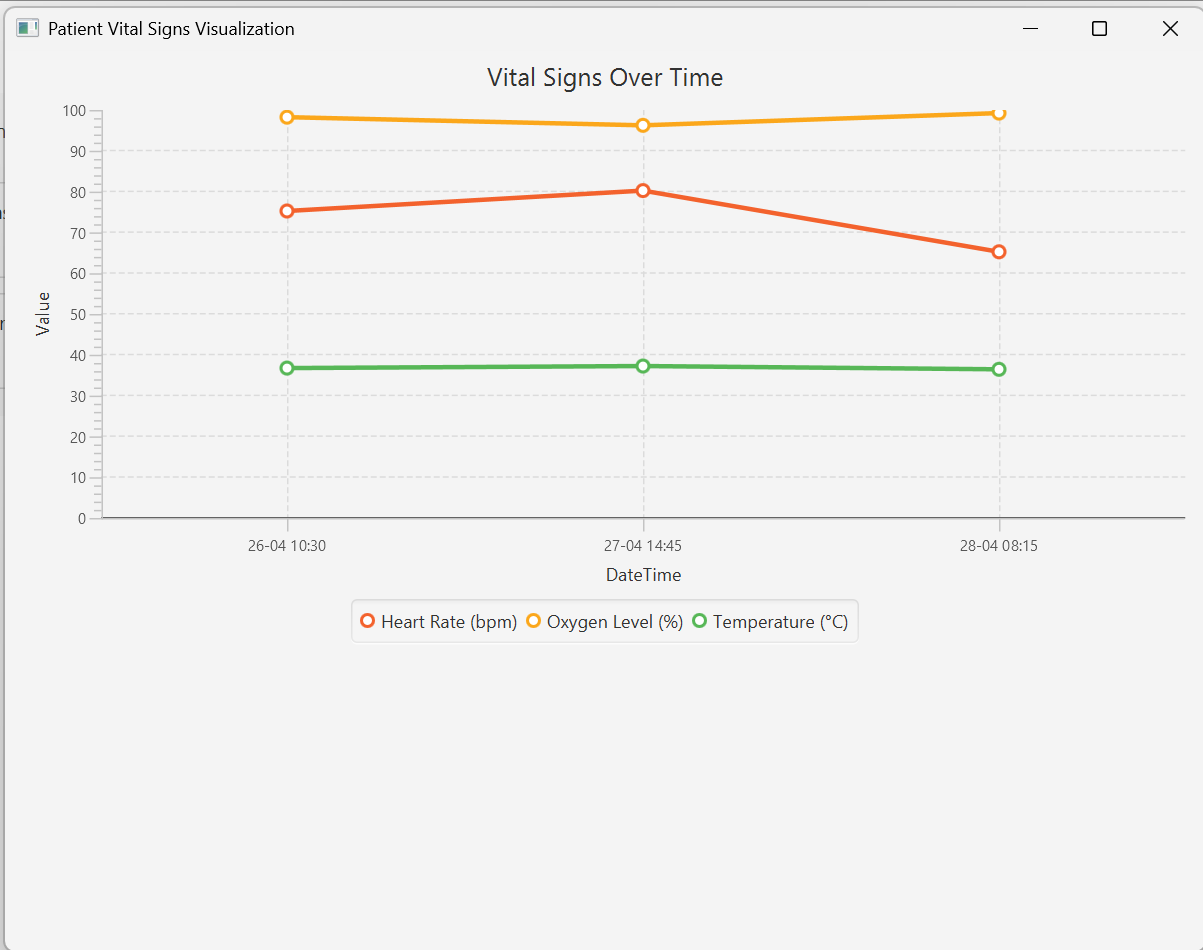 Patient Vital Signs Visualization
Vital Signs Over Time
100
90
80
70
60
50
40
30
20
10
0
Value
26-04 10:30 27-04 14:45 28-04 08:15
DateTime
Heart Rate (bpm) Oxygen Level (%) Temperature (°C)